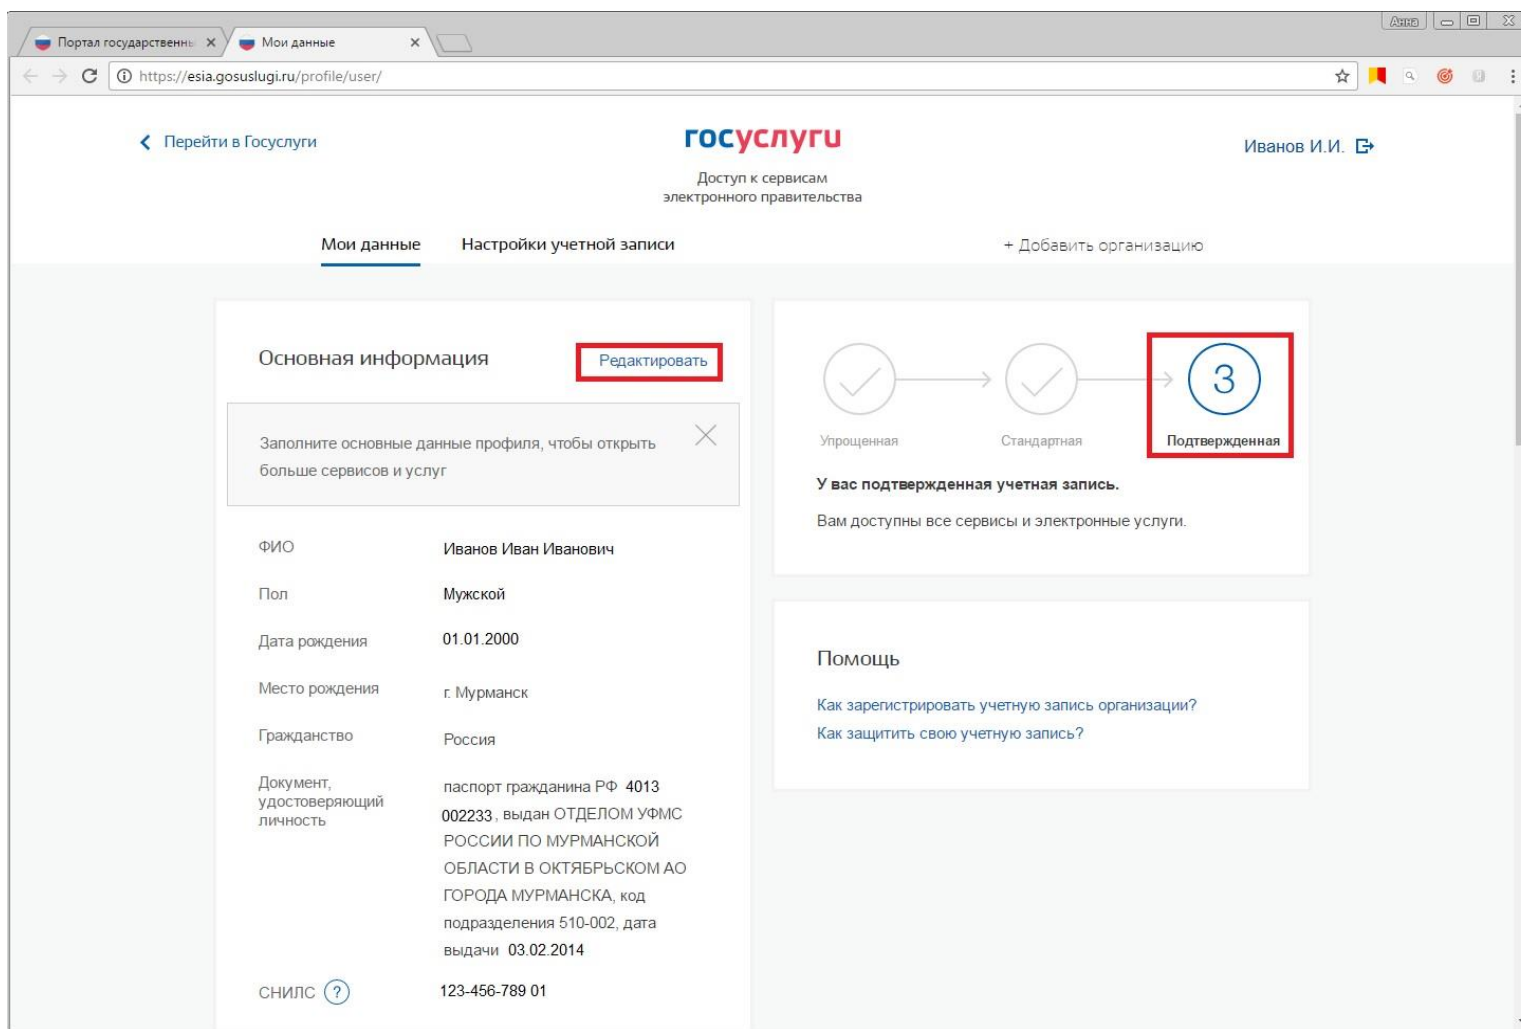 Анна
Портал государственны
Мои данные
https://esia.gosuslugi.ru/profile/user/
Перейти в Госуслуги
госуслуги
Иванов И.И.
Доступ к сервисам
электронного правительства
Мои данные
Настройки учетной записи
+ Добавить организацию
Основная информация
Редактировать
Заполните основные данные профиля, чтобы открыть
больше сервисов и услуг
ФИО
Иванов Иван Иванович
Пол
Мужской
Дата рождения
01.01.2000
Место рождения
г. Мурманск
Гражданство
Россия
Документ,
удостоверяющий
личность
паспорт гражданина РФ 4013
002233, выдан ОТДЕЛОМ УФМС
РОССИИ ПО МУРМАНСКОЙ
ОБЛАСТИ В ОКТЯБРЬСКОМ АО
ГОРОДА МУРМАНСКА, код
подразделения 510-002, дата
выдачи 03.02.2014
СНИЛС ?
123-456-789 01
3
Упрощенная
Стандартная
Подтвержденная
У вас подтвержденная учетная запись.
Вам доступны все сервисы и электронные услуги.
Помощь
Как зарегистрировать учетную запись организации?
Как защитить свою учетную запись?